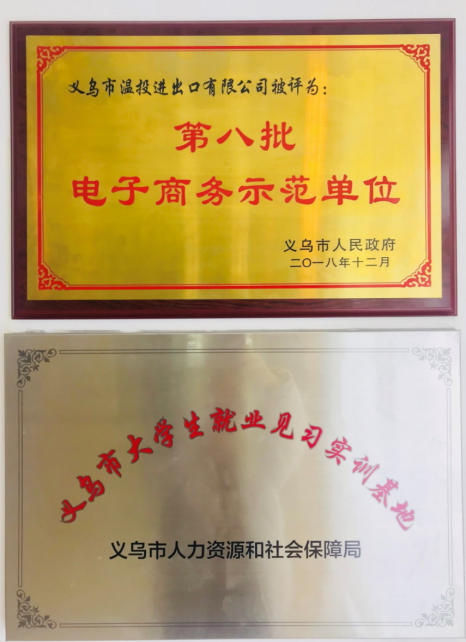 义乌市温投进出口有限公司被评为：
第八批
电子商务示范单位
义乌市人民政府
二〇一八年十二月
义乌市大学生就业见习实训基地
义乌市人力资源和社会保障局